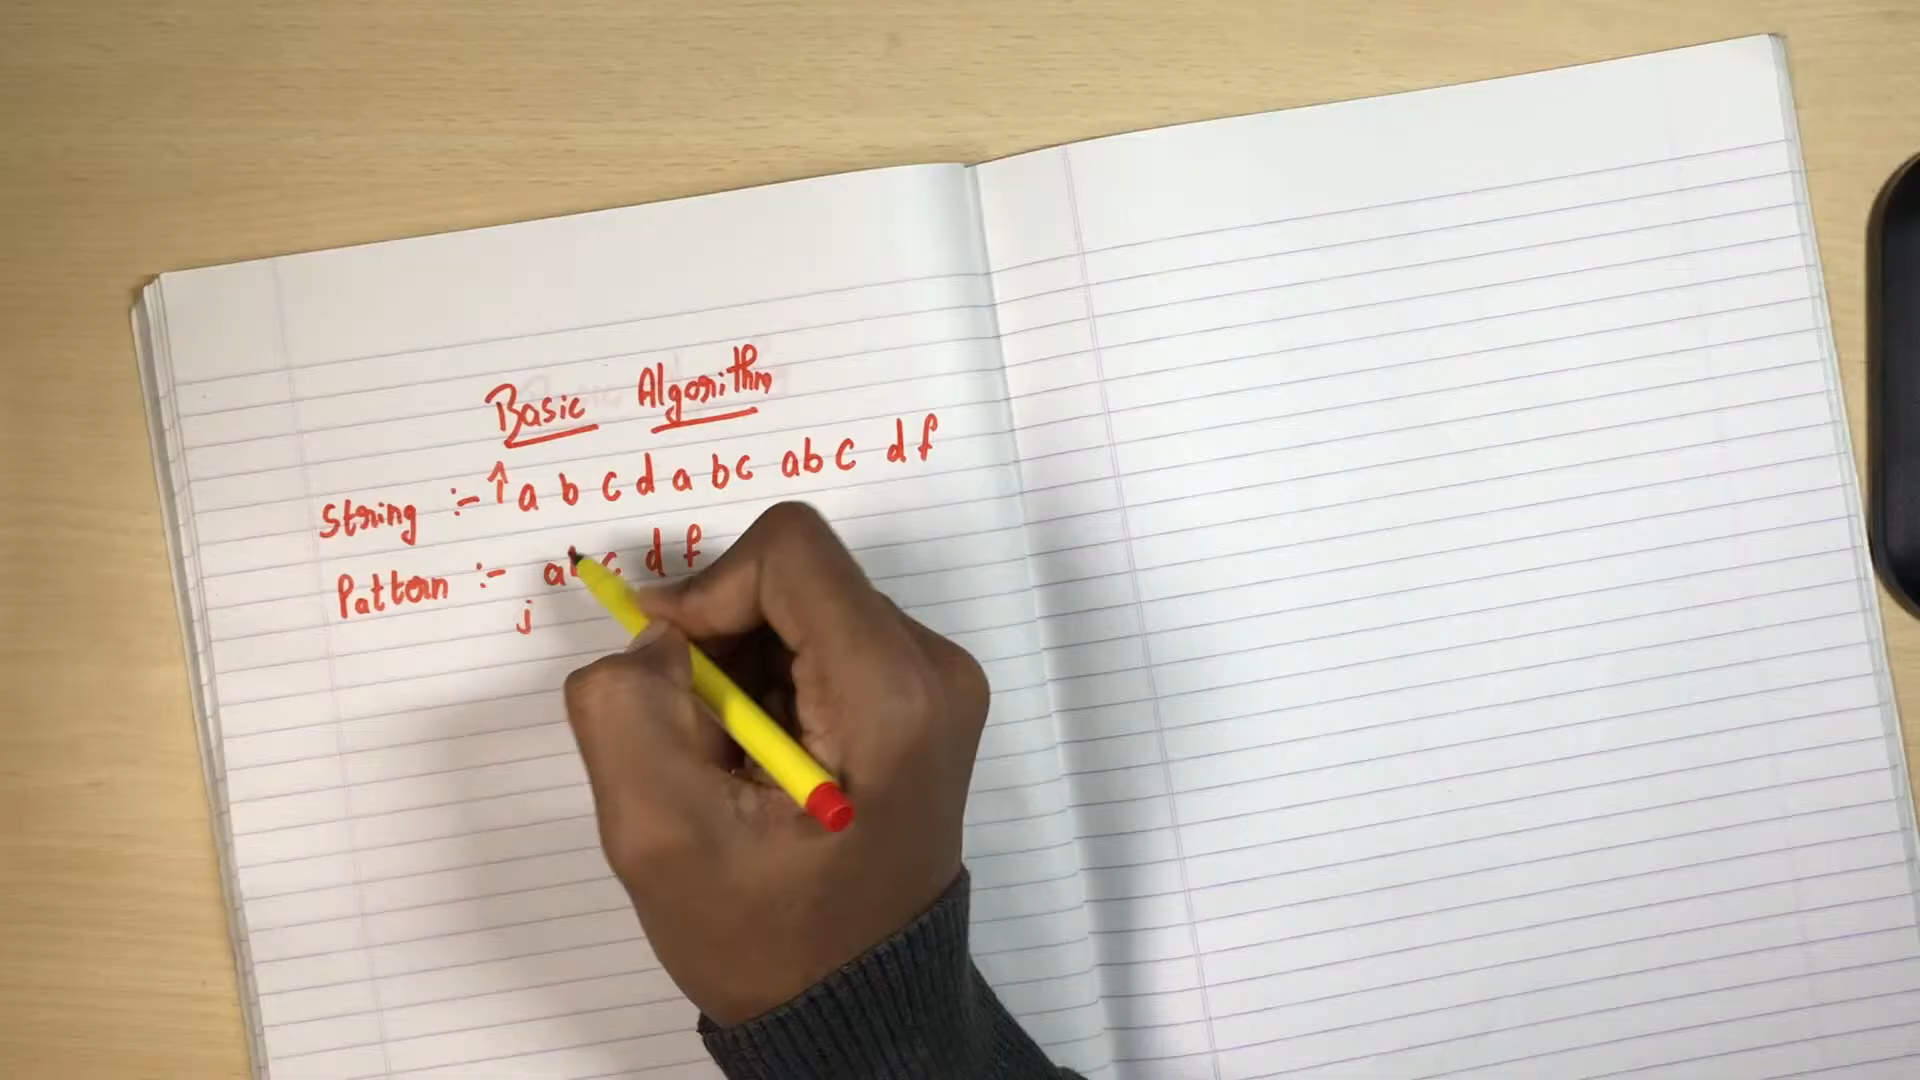 Basic Algorithm
String :- ↑ a b c d a b c a b c d f
Pattern :- a b c d f
j